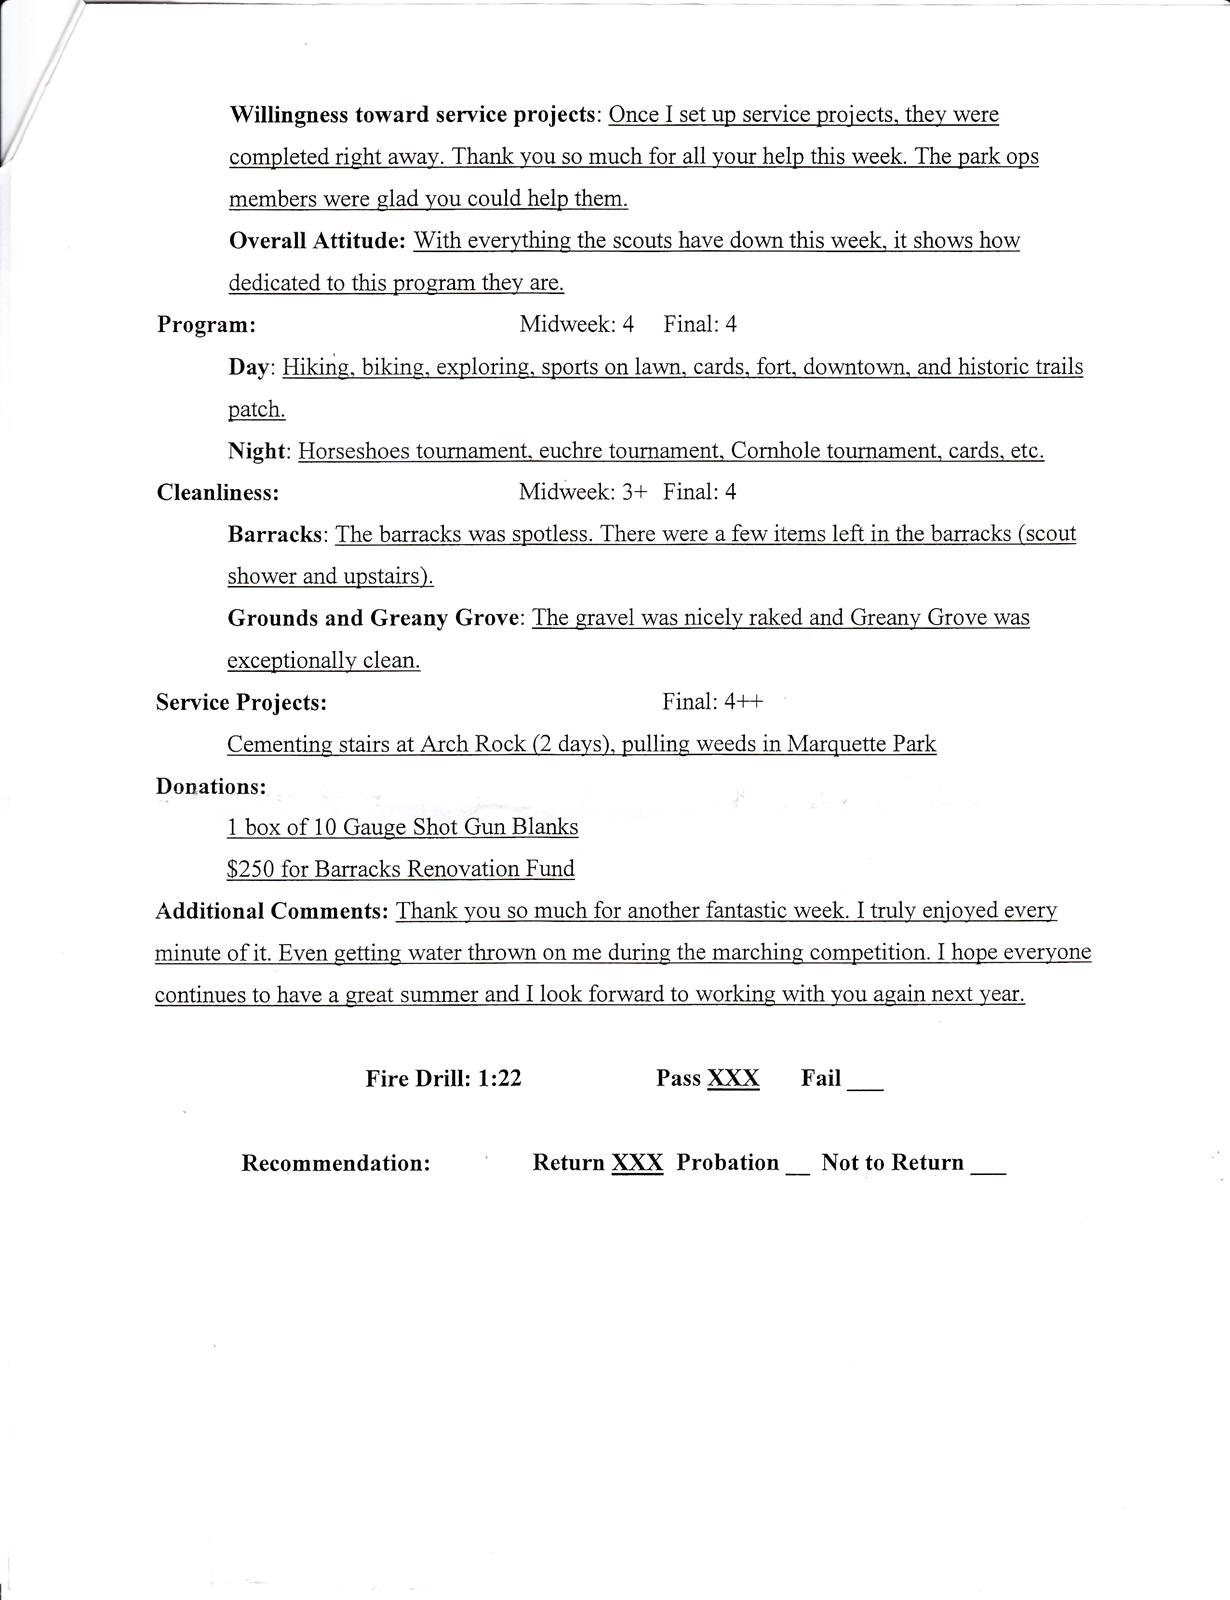 Willingness toward service projects: Once I set up service projects, they were
completed right away. Thank you so much for all your help this week. The park ops
members were glad you could help them.
Overall Attitude: With everything the scouts have down this week, it shows how
dedicated to this program they are.
Program: Midweek: 4 Final: 4
Day: Hiking, biking, exploring, sports on lawn, cards, fort, downtown, and historic trails
patch.
Night: Horseshoes tournament, euchre tournament, Cornhole tournament, cards, etc.
Cleanliness: Midweek: 3+ Final: 4
Barracks: The barracks was spotless. There were a few items left in the barracks (scout
shower and upstairs).
Grounds and Greany Grove: The gravel was nicely raked and Greany Grove was
exceptionally clean.
Service Projects: Final: 4++
Cementing stairs at Arch Rock (2 days), pulling weeds in Marquette Park
Donations:
1 box of 10 Gauge Shot Gun Blanks
$250 for Barracks Renovation Fund
Additional Comments: Thank you so much for another fantastic week. I truly enjoyed every
minute of it. Even getting water thrown on me during the marching competition. I hope everyone
continues to have a great summer and I look forward to working with you again next year.
Fire Drill: 1:22 Pass XXX Fail ___
Recommendation: Return XXX Probation __ Not to Return ___